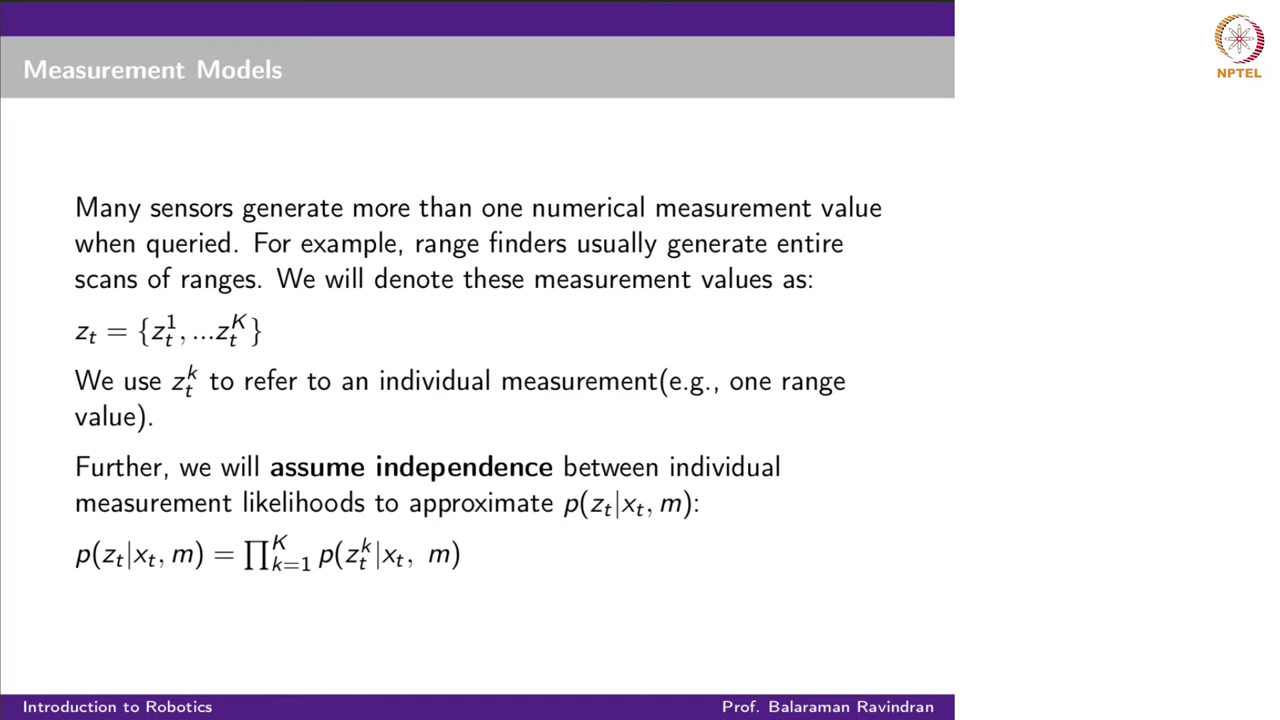 Measurement Models
NPTEL
Many sensors generate more than one numerical measurement value
when queried. For example, range finders usually generate entire
scans of ranges. We will denote these measurement values as:
z_t = {z_t^1, ...z_t^K}
We use z_t^k to refer to an individual measurement(e.g., one range
value).
Further, we will assume independence between individual
measurement likelihoods to approximate p(z_t|x_t, m):
p(z_t|x_t, m) = ∏_{k=1}^K p(z_t^k|x_t, m)
Introduction to Robotics
Prof. Balaraman Ravindran